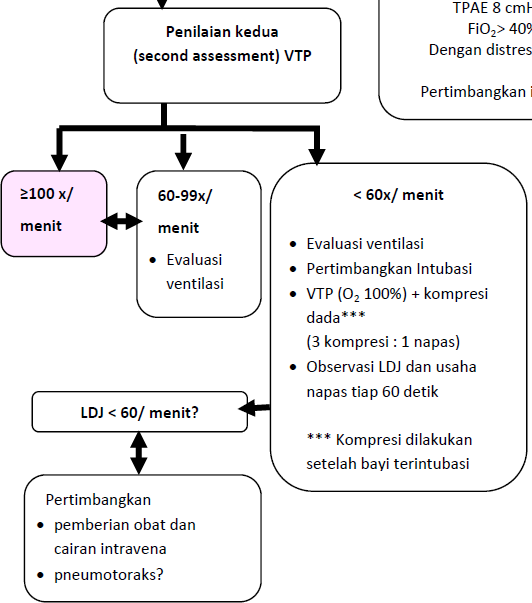 TPAE 8 cmH
FiO₂> 40%
Dengan distres
Pertimbangkan i
Penilaian kedua
(second assessment) VTP
≥100 x/
menit
60-99x/
menit
• Evaluasi
ventilasi
< 60x/ menit
• Evaluasi ventilasi
• Pertimbangkan Intubasi
• VTP (O₂ 100%) + kompresi
dada***
(3 kompresi : 1 napas)
• Observasi LDJ dan usaha
napas tiap 60 detik
*** Kompresi dilakukan
setelah bayi terintubasi
LDJ < 60/ menit?
Pertimbangkan
• pemberian obat dan
cairan intravena
• pneumotoraks?